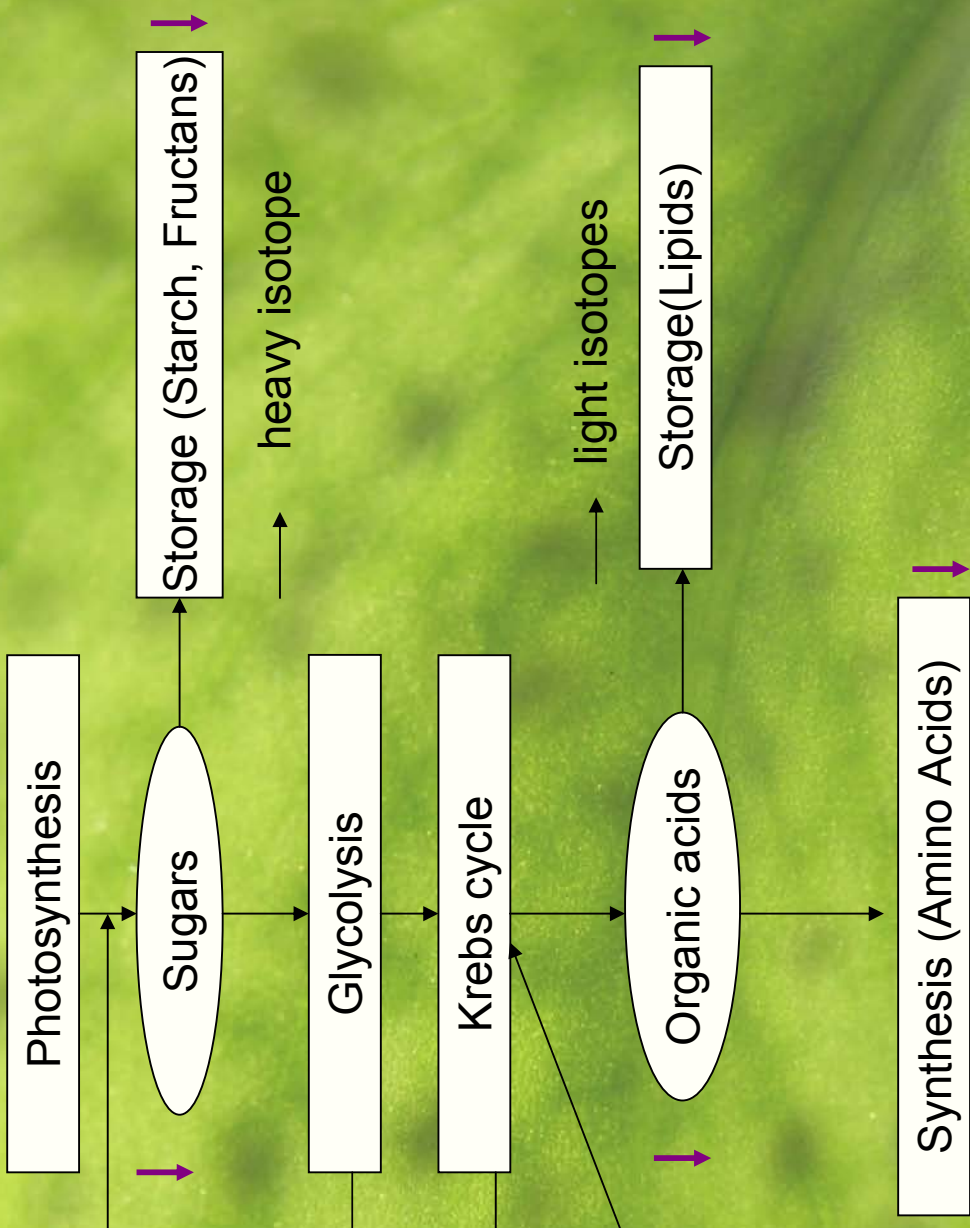 Photosynthesis
Sugars
Storage (Starch, Fructans)
heavy isotope
Glycolysis
Krebs cycle
light isotopes
Organic acids
Storage(Lipids)
Synthesis (Amino Acids)